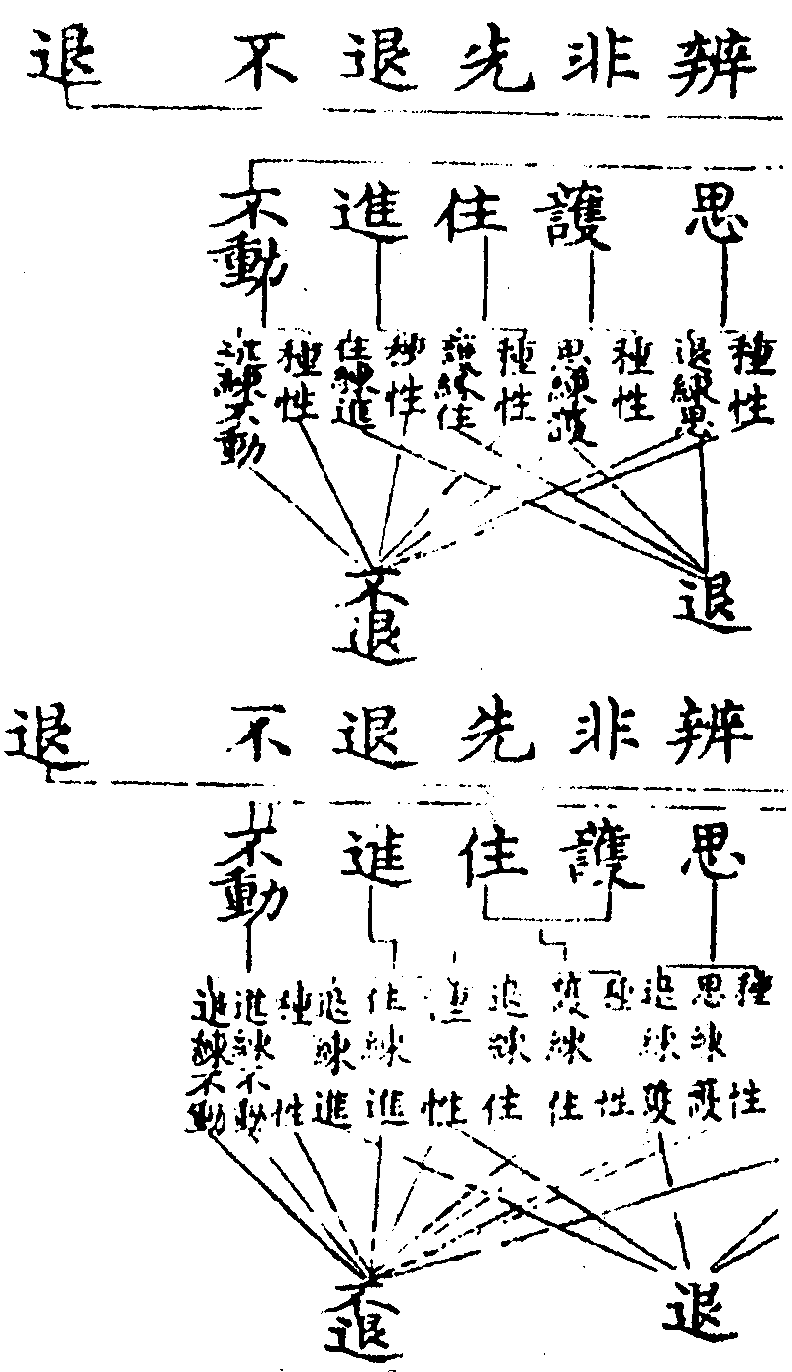 辨非先退不退
思
護
住
進
不動
種性
退練思
種性
思練護
種性
護練住
種性
住練進
種性
進練不動
退
不退
辨非先退不退
思
護
住
進
不動
種性
思練護
退練護
種性
護練住
退練住
種性
住練進
退練進
種性
進練不動
練不動
退
不退